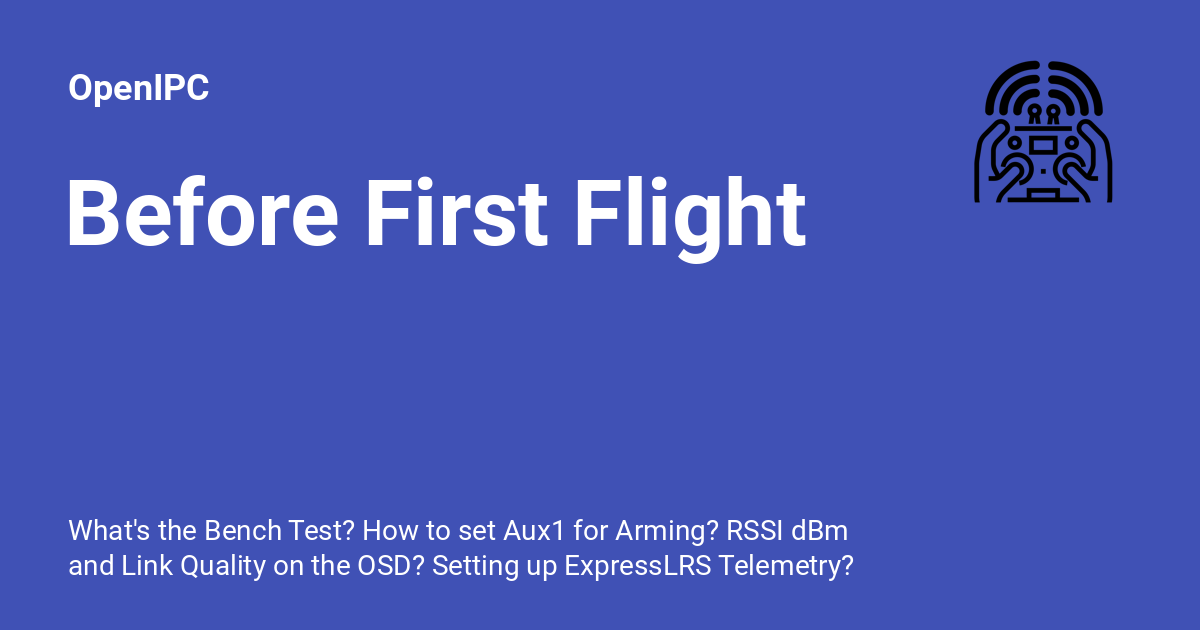 OpenIPC
Before First Flight
What's the Bench Test? How to set Aux1 for Arming? RSSI dBm
and Link Quality on the OSD? Setting up ExpressLRS Telemetry?